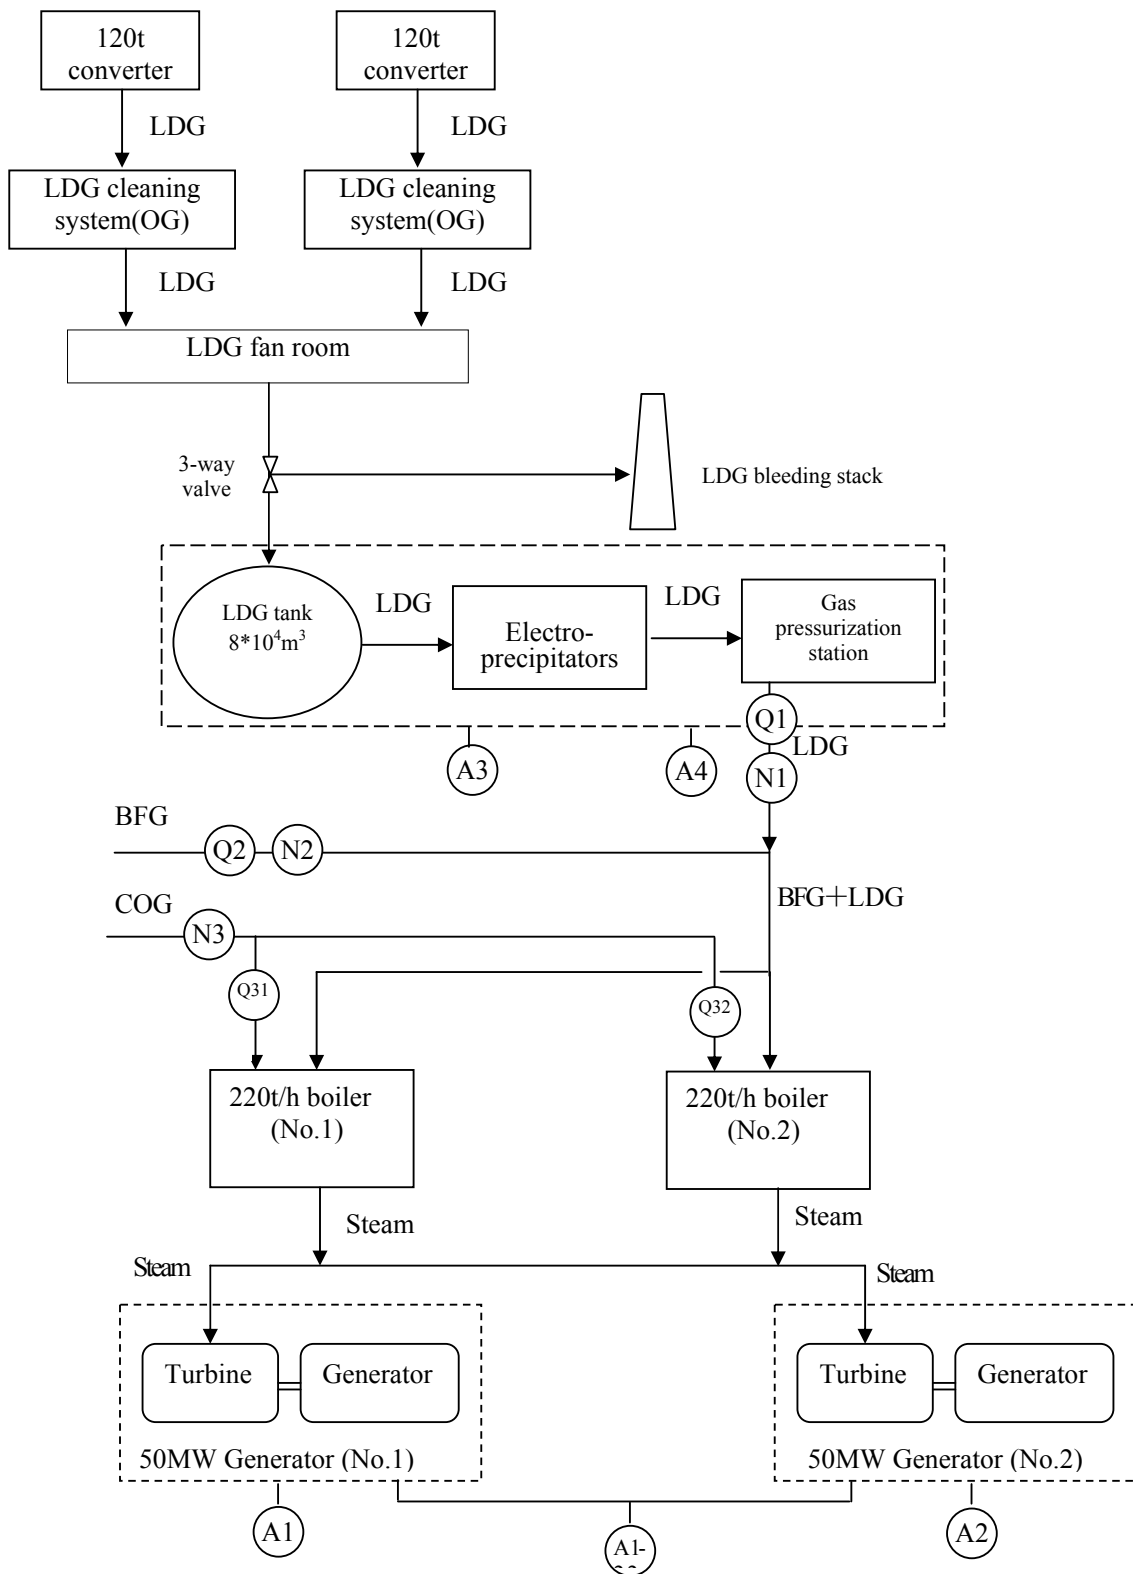 120t
converter
120t
converter
LDG
LDG
LDG cleaning
system(OG)
LDG cleaning
system(OG)
LDG
LDG
LDG fan room
3-way
valve
LDG bleeding stack
LDG tank
8*10⁴m³
LDG
Electro-
precipitators
LDG
Gas
pressurization
station
Q1
LDG
A3
A4
N1
BFG
Q2
N2
BFG+LDG
COG
N3
Q31
Q32
220t/h boiler
(No.1)
220t/h boiler
(No.2)
Steam
Steam
Steam
Steam
Turbine
Generator
Turbine
Generator
50MW Generator (No.1)
50MW Generator (No.2)
A1
A1-
A2